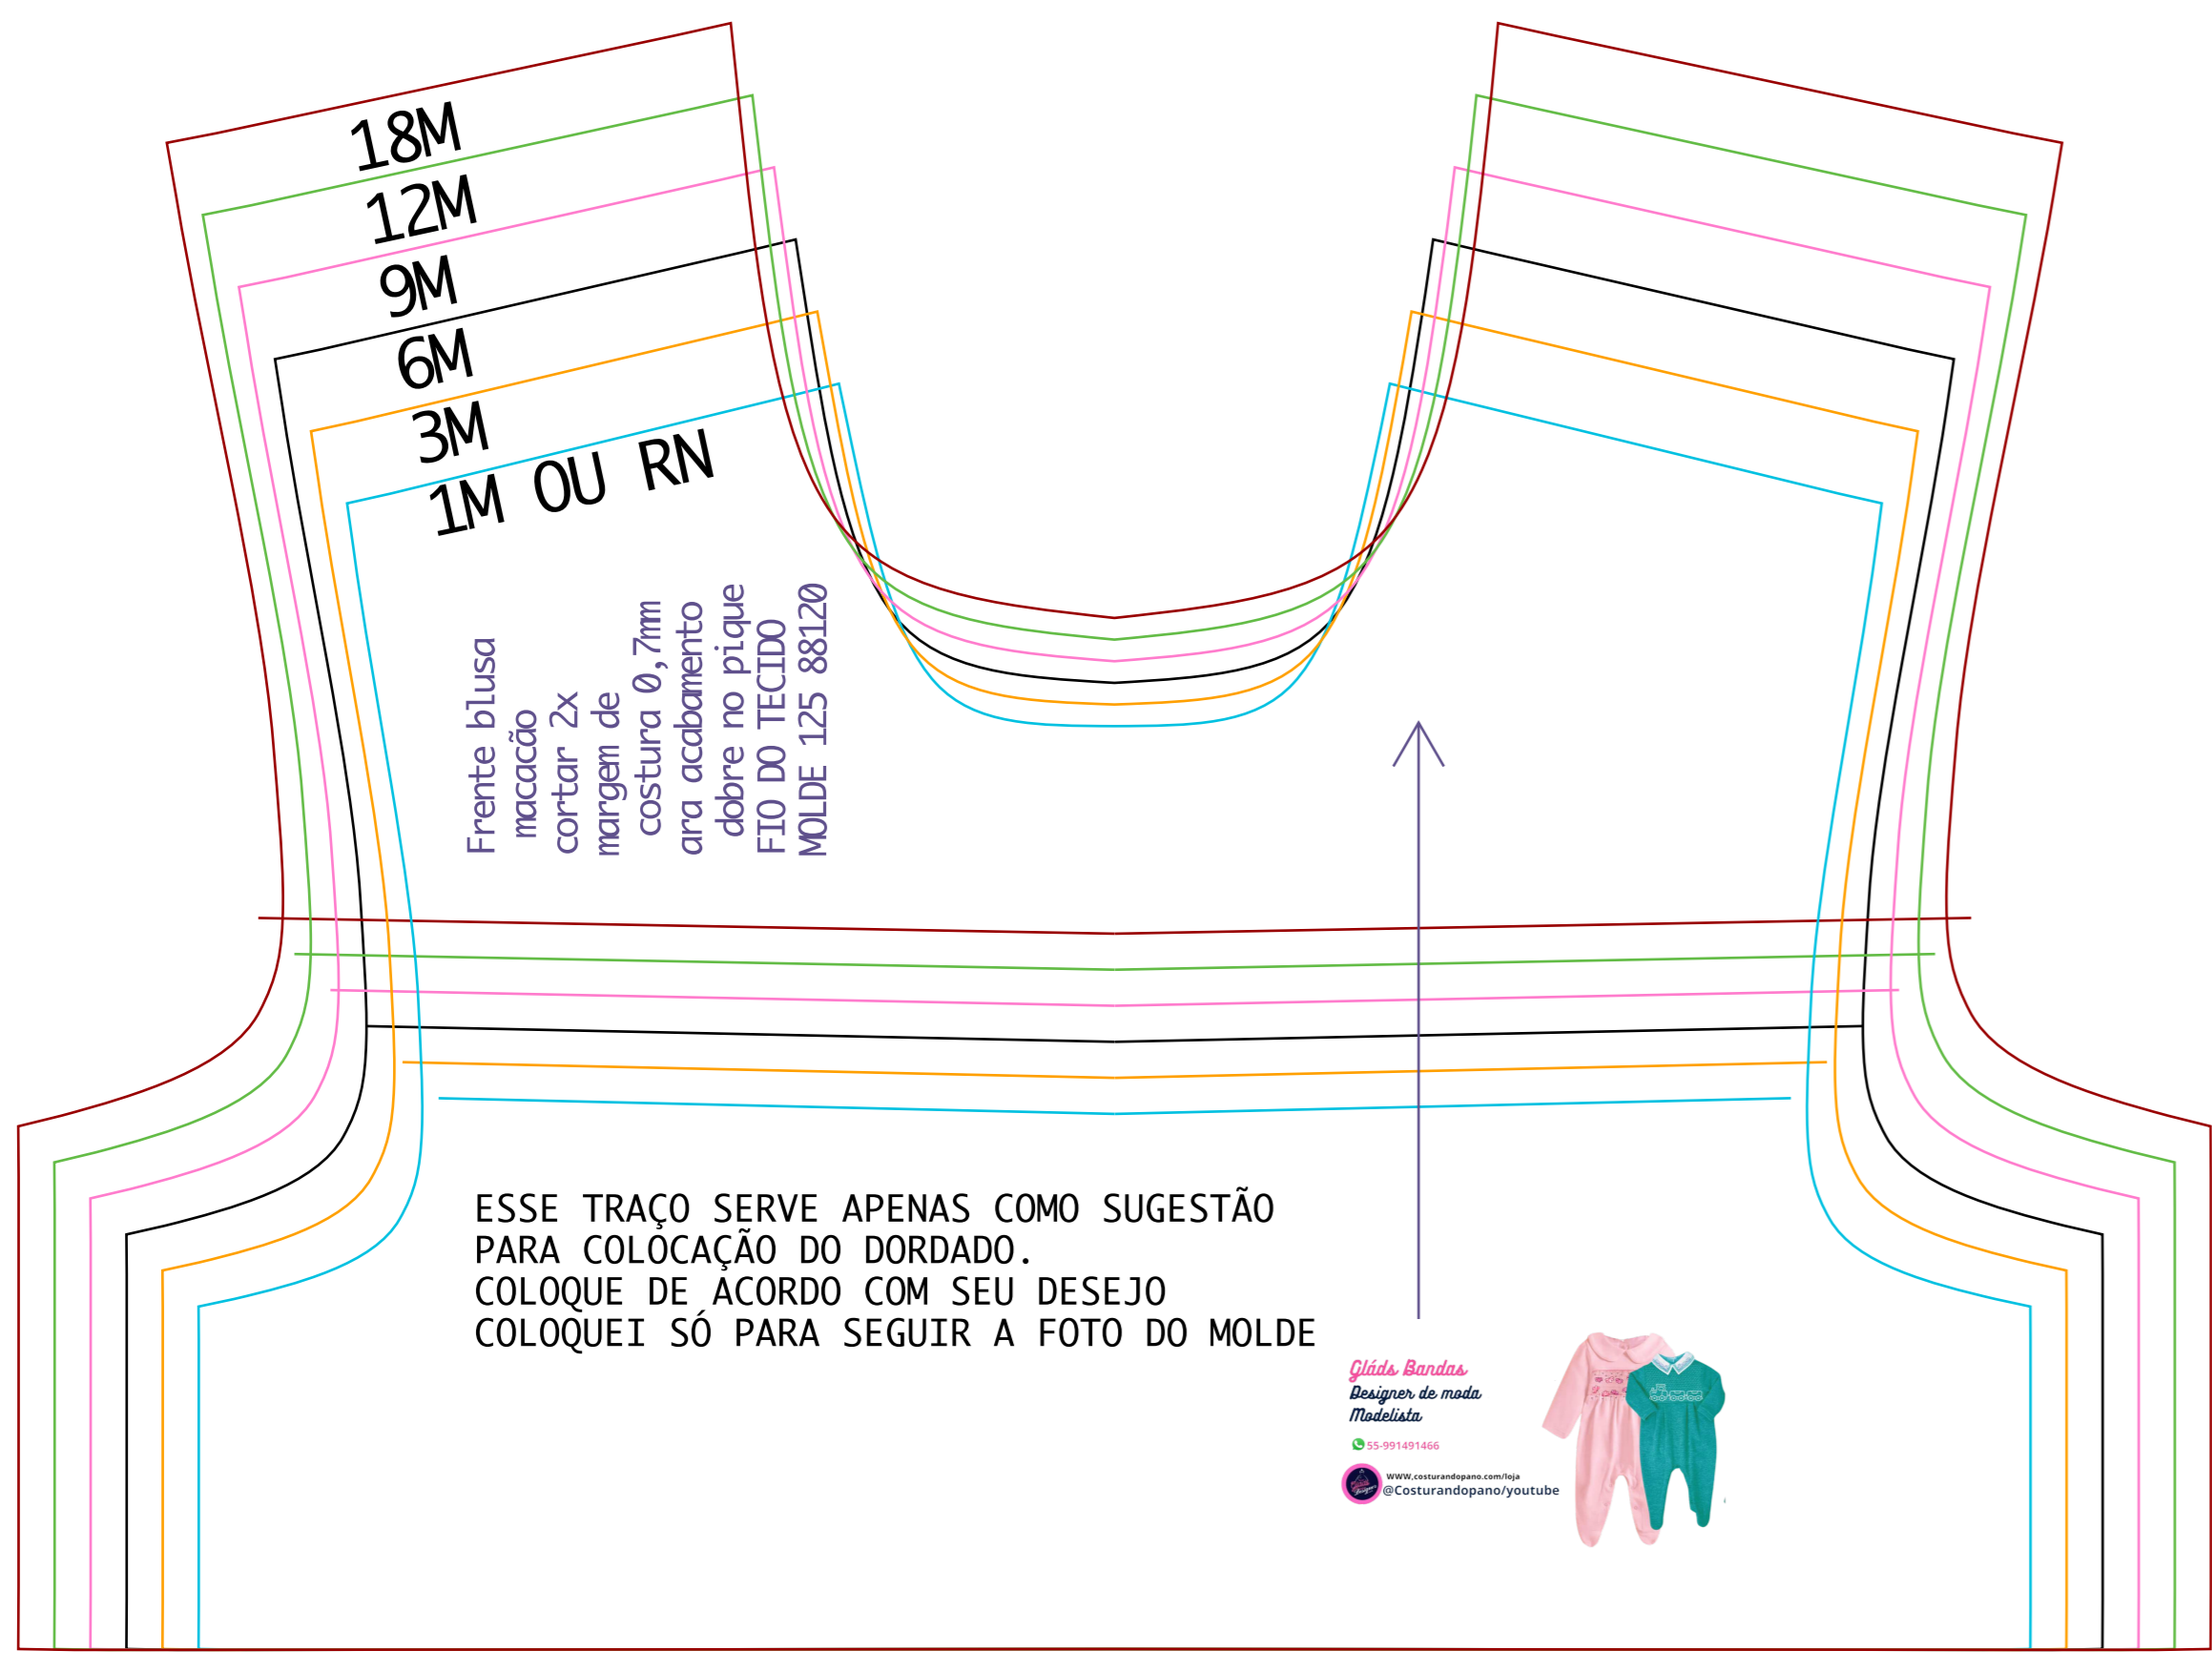 18M
12M
9M
6M
3M
1M OU RN
Frente blusa
macacão
cortar 2x
margem de
costura 0,7mm
ara acabamento
dobre no pique
FIO DO TECIDO
MOLDE 125 88120
ESSE TRAÇO SERVE APENAS COMO SUGESTÃO
PARA COLOCAÇÃO DO DORDADO.
COLOQUE DE ACORDO COM SEU DESEJO
COLOQUEI SÓ PARA SEGUIR A FOTO DO MOLDE
Gláds Bandas
Designer de moda
Modelista
55-991491466
WWW,costurandopano.com/loja
@Costurandopano/youtube